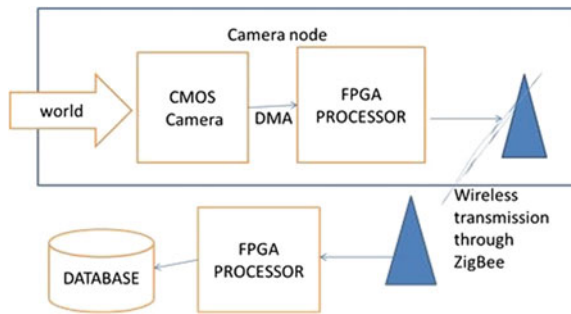 Camera node
world
CMOS
Camera
DMA
FPGA
PROCESSOR
Wireless
transmission
through
ZigBee
FPGA
PROCESSOR
DATABASE